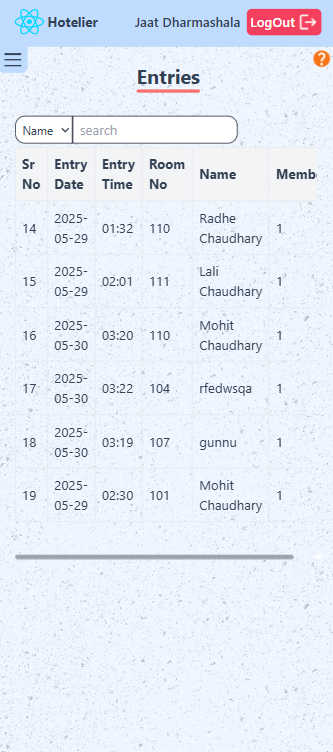 Hotelier Jaat Dharmashala LogOut
?
Entries
Name search
Sr No Entry Date Entry Time Room No Name Memb
14 2025-05-29 01:32 110 Radhe Chaudhary 1
15 2025-05-29 02:01 111 Lali Chaudhary 1
16 2025-05-30 03:20 110 Mohit Chaudhary 1
17 2025-05-30 03:22 104 rfedwsqa 1
18 2025-05-30 03:19 107 gunnu 1
19 2025-05-29 02:30 101 Mohit Chaudhary 1